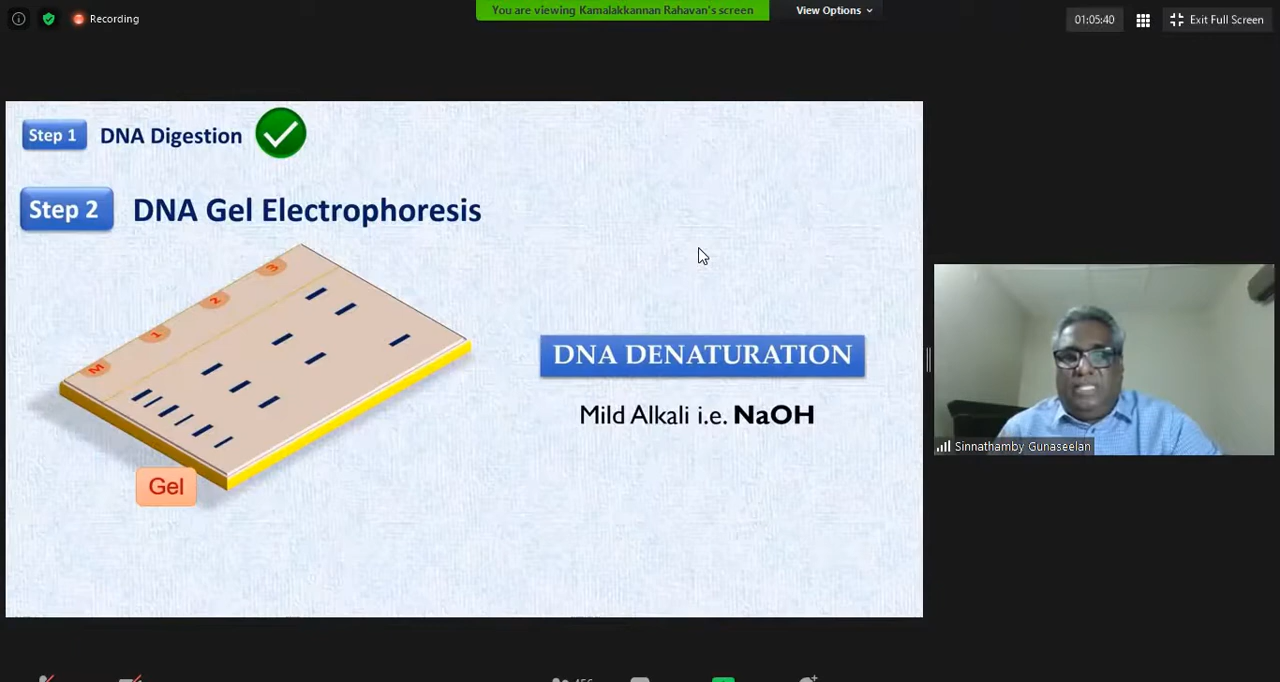 Recording
You are viewing Kamalakkannan Rahavan's screen
View Options
01:05:40
Exit Full Screen
Step 1 DNA Digestion
Step 2 DNA Gel Electrophoresis
3
2
1
M
Gel
DNA DENATURATION
Mild Alkali i.e. NaOH
Sinnathamby Gunaseelan